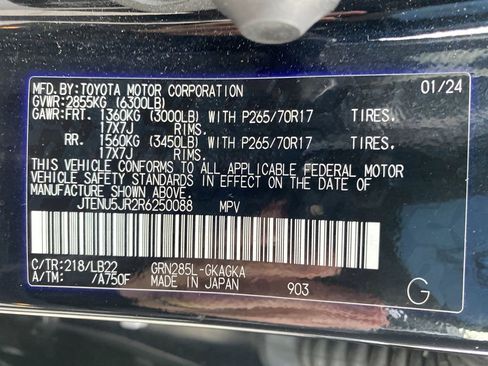 MFD. BY: TOYOTA MOTOR CORPORATION 01/24
GVWR: 2855KG (6300LB)
GAWR: FRT. 1360KG (3000LB) WITH P265/70R17 TIRES.
17X7J RIMS.
RR. 1560KG (3450LB) WITH P265/70R17 TIRES.
17X7J RIMS.
THIS VEHICLE CONFORMS TO ALL APPLICABLE FEDERAL MOTOR
VEHICLE SAFETY STANDARDS IN EFFECT ON THE DATE OF
MANUFACTURE SHOWN ABOVE.
JTENU5JR2R6250088 MPV
C/TR: 218/LB22 GRN285L-GKAGKA
A/TM: /A750F MADE IN JAPAN 903 G